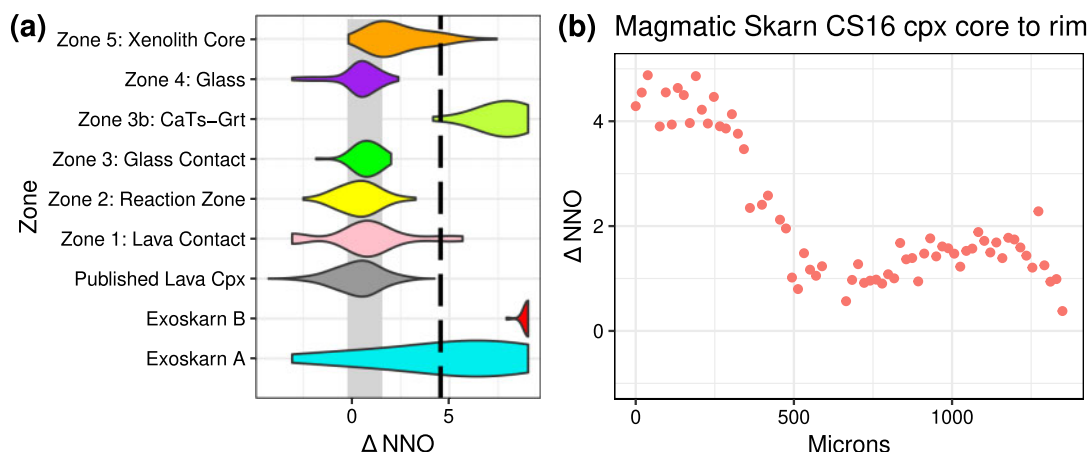 (a)
Zone
Zone 5: Xenolith Core
Zone 4: Glass
Zone 3b: CaTs−Grt
Zone 3: Glass Contact
Zone 2: Reaction Zone
Zone 1: Lava Contact
Published Lava Cpx
Exoskarn B
Exoskarn A
0 5
Δ NNO
(b) Magmatic Skarn CS16 cpx core to rim
Δ NNO
4
2
0
0 500 1000
Microns